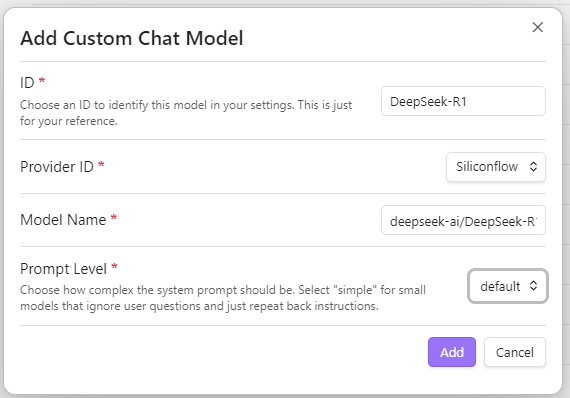 Add Custom Chat Model
ID *
Choose an ID to identify this model in your settings. This is just
for your reference.
DeepSeek-R1
Provider ID *
Siliconflow
Model Name *
deepseek-ai/DeepSeek-R
Prompt Level *
Choose how complex the system prompt should be. Select "simple" for small
models that ignore user questions and just repeat back instructions.
default
Add
Cancel